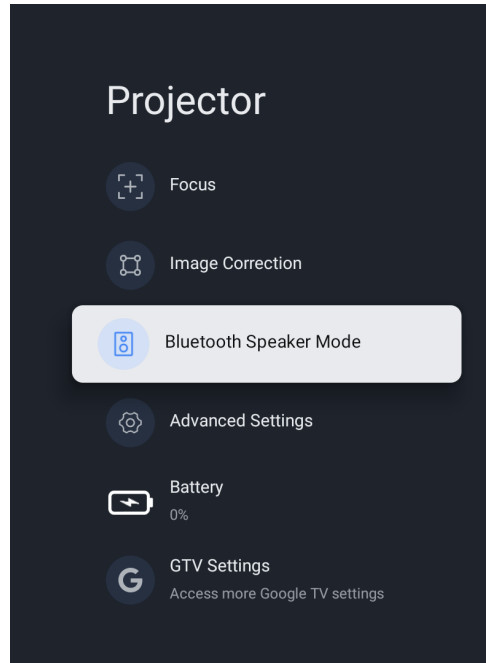 Projector
Focus
Image Correction
Bluetooth Speaker Mode
Advanced Settings
Battery
0%
G
GTV Settings
Access more Google TV settings